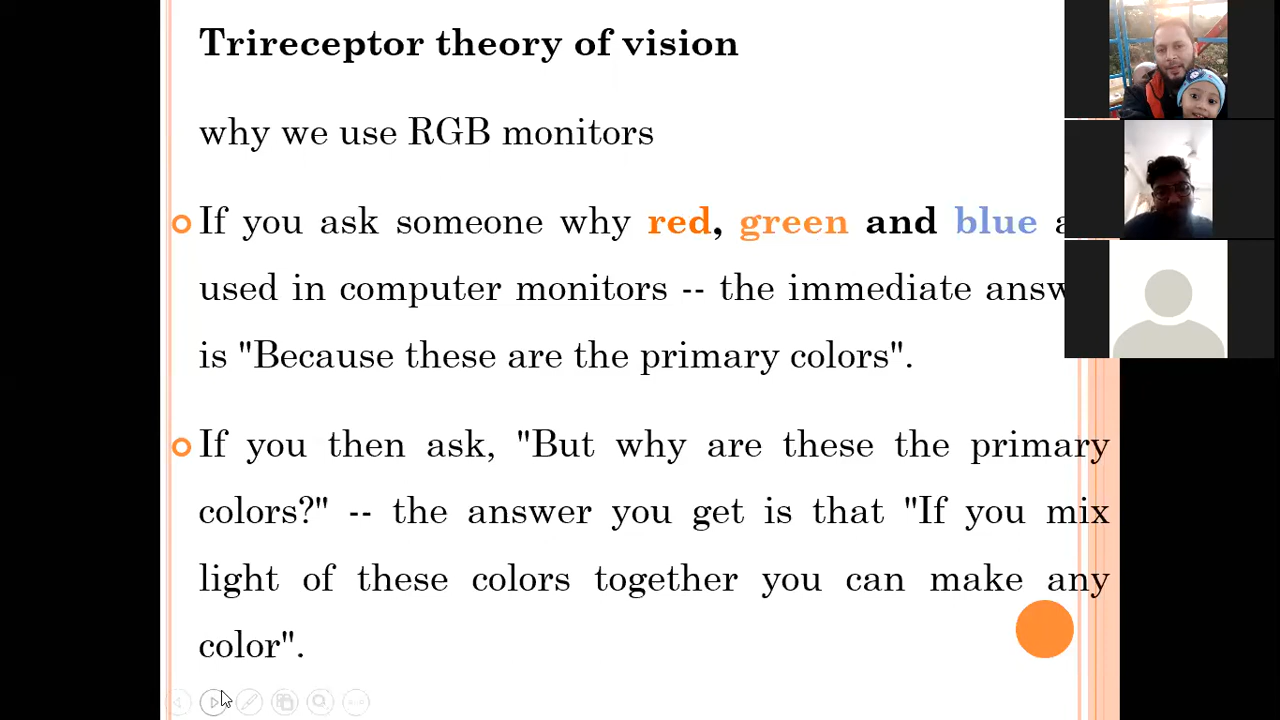 Trireceptor theory of vision
why we use RGB monitors
If you ask someone why red, green and blue
used in computer monitors -- the immediate
is "Because these are the primary colors".
If you then ask, "But why are these the primary
colors?" -- the answer you get is that "If you mix
light of these colors together you can make any
color".